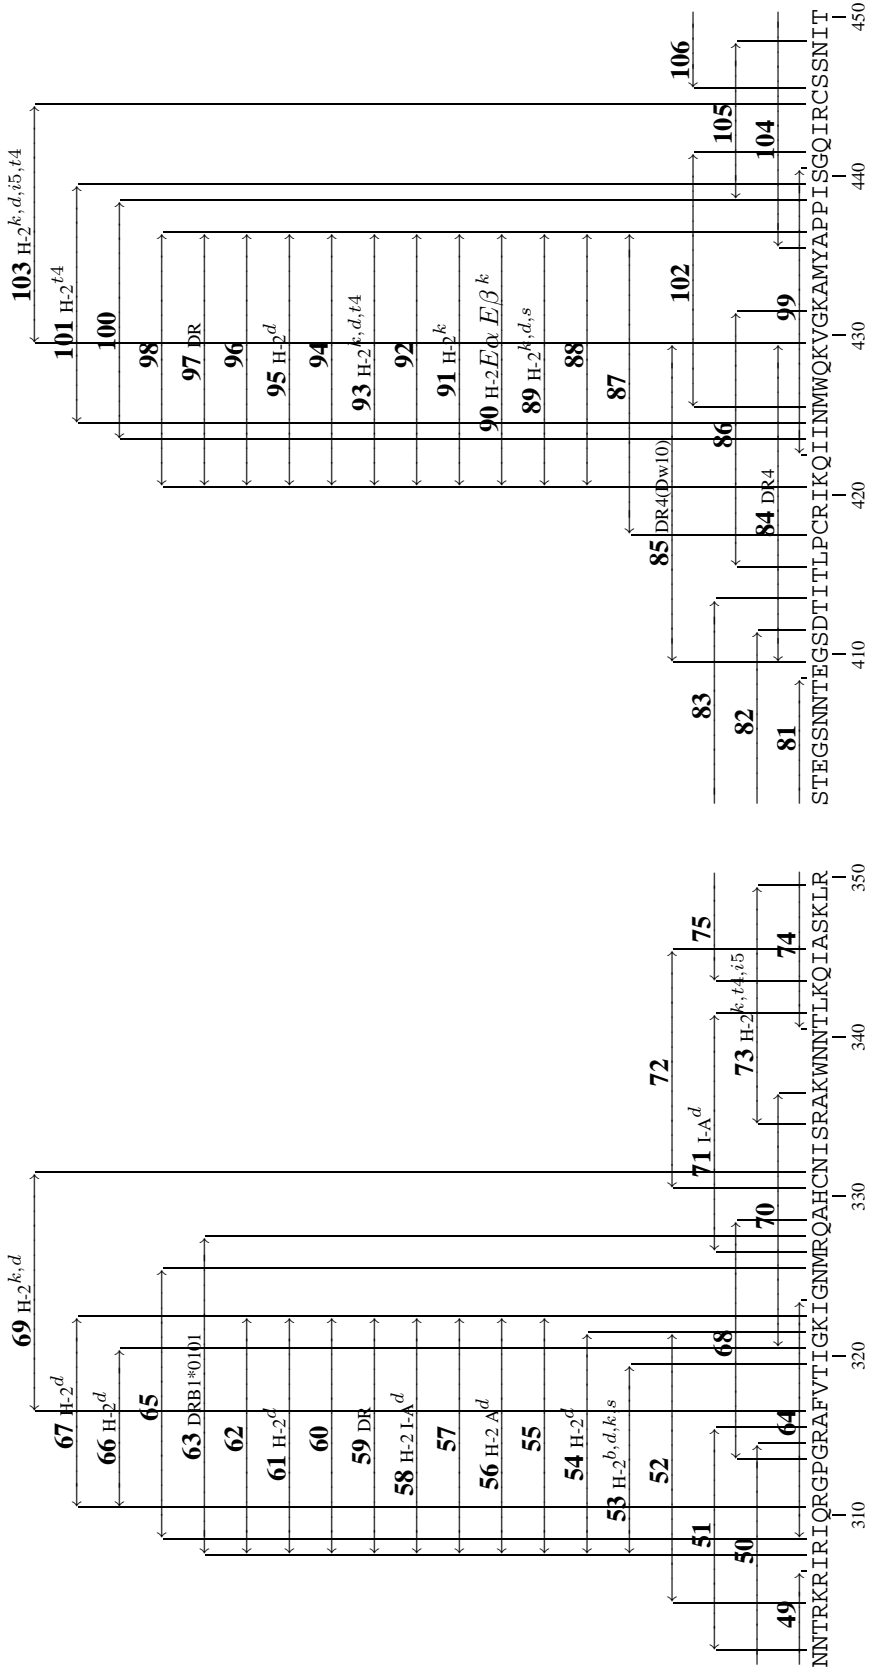 69 H-2k,d
67 H-2d
66 H-2d
65
63 DRB1*0101
62
61 H-2d
60
59 DR
58 H-2 I-Ad
57
56 H-2 Ad
55
54 H-2d
53 H-2b,d,k,s
52
72
51
71 I-Ad
75
68
50
73 H-2k,t4,i5
70
49
64
74
NNTRKRIRIQRGPGRAFVTIGKIGNMRQAHCNISRAKWNNTLKQIASKLR
310 320 330 340 350
103 H-2k,d,i5,t4
101 H-2t4
100
98
97 DR
96
95 H-2d
94
93 H-2k,d,t4
92
91 H-2k
90 H-2EαEβk
89 H-2k,d,s
88
87
85 DR4(Dw10)
102
106
83
86
105
82
84 DR4
104
81
99
STEGSNNTEGSDTITLPCRIKQIINMWQKVGKAMYAPPISGQIRCSSNIT
410 420 430 440 450